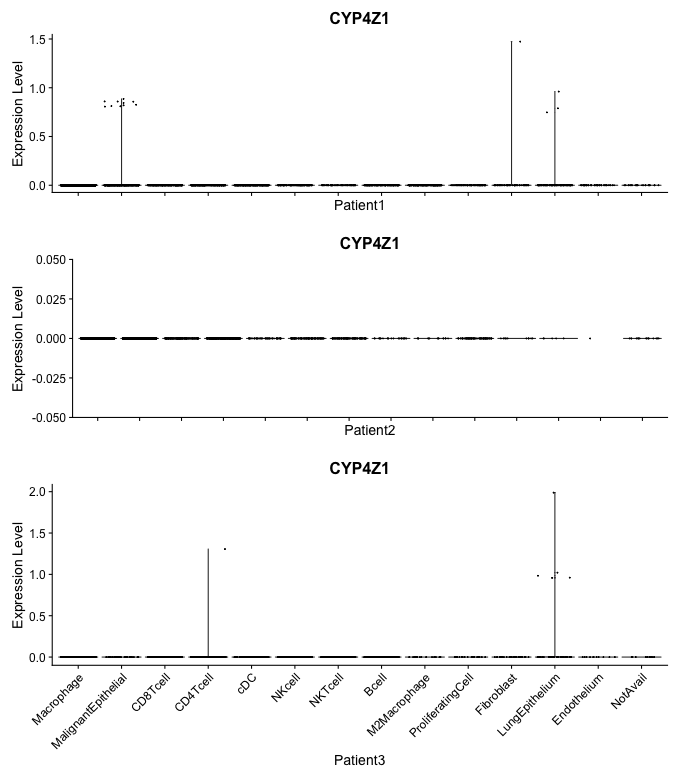 CYP4Z1
Expression Level
1.5
1.0
0.5
0.0
Patient1
CYP4Z1
Expression Level
0.050
0.025
0.000
-0.025
-0.050
Patient2
CYP4Z1
Expression Level
2.0
1.5
1.0
0.5
0.0
Macrophage
MalignantEpithelial
CD8Tcell
CD4Tcell
cDC
NKcell
NKTcell
Bcell
M2Macrophage
ProliferatingCell
Fibroblast
LungEpithelium
Endothelium
NotAvail
Patient3